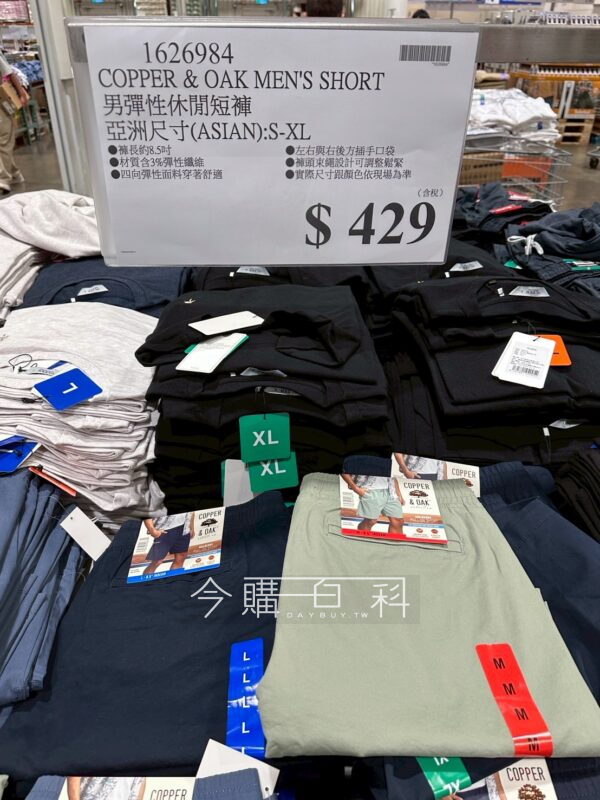 1626984
COPPER & OAK MEN'S SHORT
男彈性休閒短褲
亞洲尺寸(ASIAN):S-XL
●褲長約8.5吋
●材質含3%彈性纖維
●四向彈性面料穿著舒適
●左右與右後方插手口袋
●褲頭束繩設計可調整鬆緊
●實際尺寸跟顏色依現場為準
(含稅)
$ 429
L
XL
XL
COPPER
& OAK
COPPER
& OAK
COPPER
今購百科
DAYBUY.TW
L
L
L
L
L
M
M
M
M
1X
COPPER